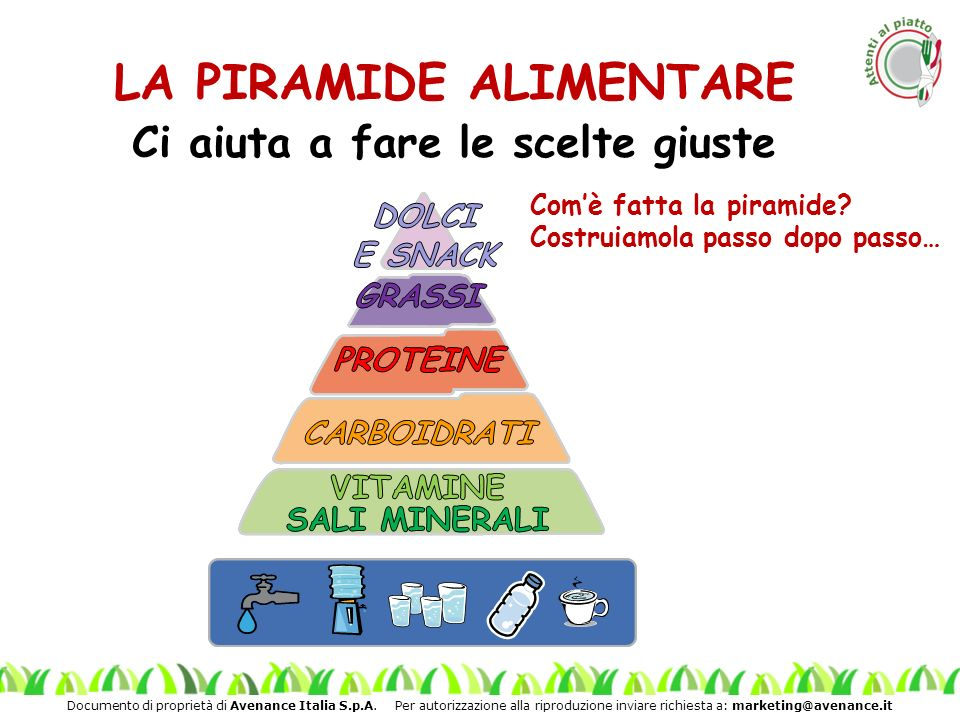 Attenti al piatto
LA PIRAMIDE ALIMENTARE
Ci aiuta a fare le scelte giuste
Com'è fatta la piramide?
Costruiamola passo dopo passo…
DOLCI
E SNACK
GRASSI
PROTEINE
CARBOIDRATI
VITAMINE
SALI MINERALI
Documento di proprietà di Avenance Italia S.p.A. Per autorizzazione alla riproduzione inviare richiesta a: marketing@avenance.it